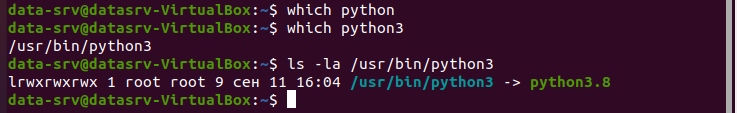 data-srv@datasrv-VirtualBox:~$ which python
data-srv@datasrv-VirtualBox:~$ which python3
/usr/bin/python3
data-srv@datasrv-VirtualBox:~$ ls -la /usr/bin/python3
lrwxrwxrwx 1 root root 9 сен 11 16:04 /usr/bin/python3 -> python3.8
data-srv@datasrv-VirtualBox:~$